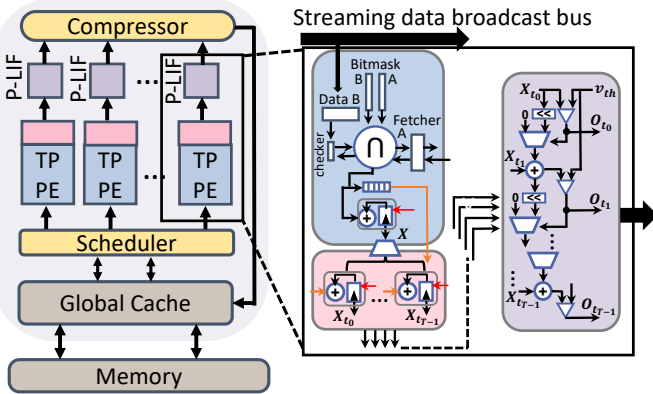 Compressor
P-LIF
P-LIF
...
P-LIF
TP
PE
TP
PE
...
TP
PE
Scheduler
Global Cache
Memory
Streaming data broadcast bus
Bitmask
B
A
Data B
Fetcher
A
checker
∩
+
X
+
...
+
X_{t_0}
X_{t_{T-1}}
X_{t_0}
v_{th}
0
<<
O_{t_0}
X_{t_1}
+
0
<<
O_{t_1}
⋮
⋮
...
X_{t_{T-1}}
+
O_{t_{T-1}}